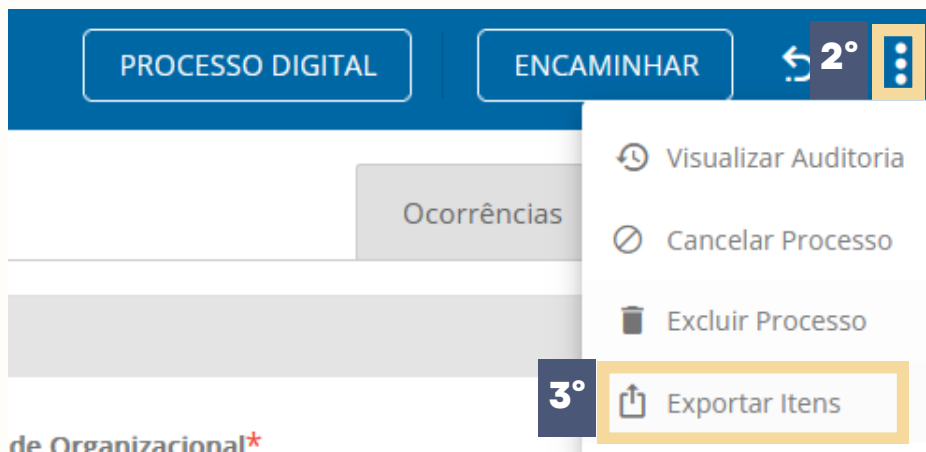 PROCESSO DIGITAL
ENCAMINHAR
2°
Visualizar Auditoria
Ocorrências
Cancelar Processo
Excluir Processo
3°
Exportar Itens
de Organizacional*